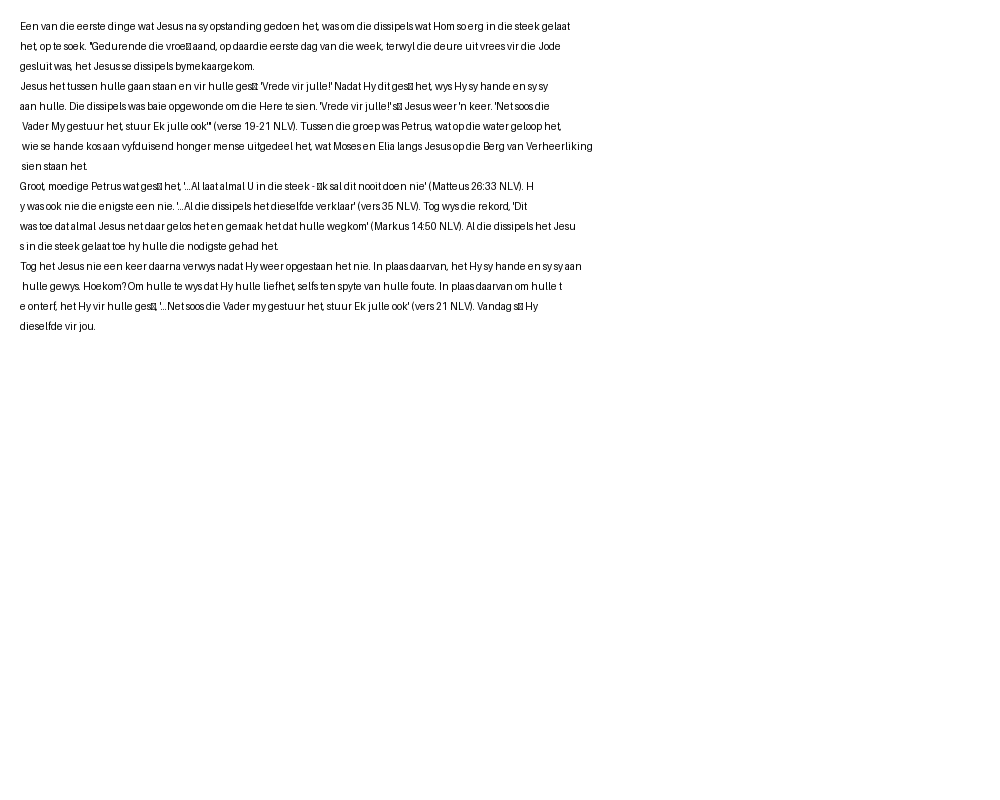 Een van die eerste dinge wat Jesus na sy opstanding gedoen het, was om die dissipels wat Hom so erg in die steek gelaat
het, op te soek. "Gedurende die vroe□ aand, op daardie eerste dag van die week, terwyl die deure uit vrees vir die Jode
gesluit was, het Jesus se dissipels bymekaargekom.
Jesus het tussen hulle gaan staan en vir hulle ges□: 'Vrede vir julle!' Nadat Hy dit ges□ het, wys Hy sy hande en sy sy
aan hulle. Die dissipels was baie opgewonde om die Here te sien. 'Vrede vir julle!' s□ Jesus weer 'n keer. 'Net soos die
Vader My gestuur het, stuur Ek julle ook'" (verse 19-21 NLV). Tussen die groep was Petrus, wat op die water geloop het,
wie se hande kos aan vyfduisend honger mense uitgedeel het, wat Moses en Elia langs Jesus op die Berg van Verheerliking
sien staan het.
Groot, moedige Petrus wat ges□ het, '...Al laat almal U in die steek - □k sal dit nooit doen nie' (Matteus 26:33 NLV). H
y was ook nie die enigste een nie. '...Al die dissipels het dieselfde verklaar' (vers 35 NLV). Tog wys die rekord, 'Dit
was toe dat almal Jesus net daar gelos het en gemaak het dat hulle wegkom' (Markus 14:50 NLV). Al die dissipels het Jesu
s in die steek gelaat toe hy hulle die nodigste gehad het.
Tog het Jesus nie een keer daarna verwys nadat Hy weer opgestaan het nie. In plaas daarvan, het Hy sy hande en sy sy aan
hulle gewys. Hoekom? Om hulle te wys dat Hy hulle liefhet, selfs ten spyte van hulle foute. In plaas daarvan om hulle t
e onterf, het Hy vir hulle ges□, '...Net soos die Vader my gestuur het, stuur Ek julle ook' (vers 21 NLV). Vandag s□ Hy
dieselfde vir jou.